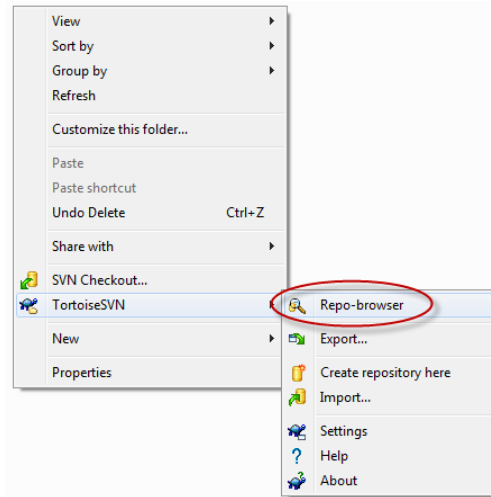 View
Sort by
Group by
Refresh
Customize this folder...
Paste
Paste shortcut
Undo Delete Ctrl+Z
Share with
SVN Checkout...
TortoiseSVN
New
Properties
Repo-browser
Export...
Create repository here
Import...
Settings
Help
About